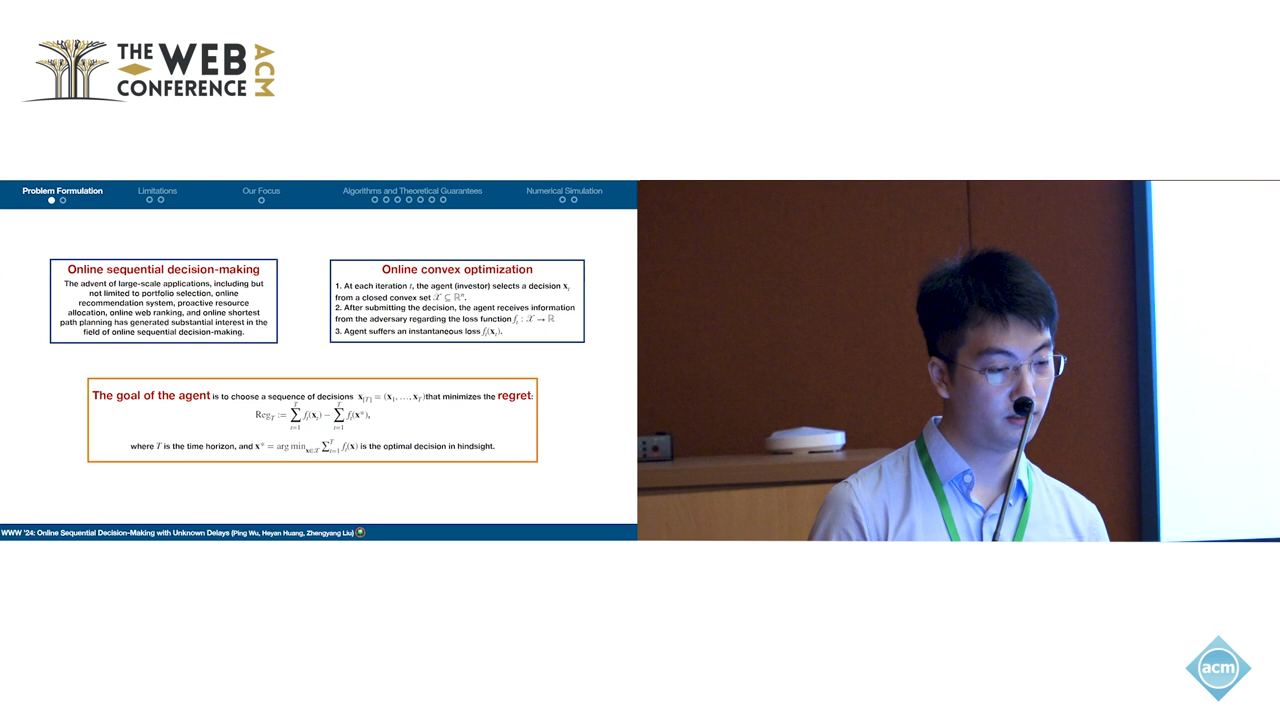 THE WEB CONFERENCE ACM
Problem Formulation
Limitations
Our Focus
Algorithms and Theoretical Guarantees
Numerical Simulation
Online sequential decision-making
The advent of large-scale applications, including but
not limited to portfolio selection, online
recommendation system, proactive resource
allocation, online web ranking, and online shortest
path planning has generated substantial interest in the
field of online sequential decision-making.
Online convex optimization
1. At each iteration t, the agent (investor) selects a decision x_t
from a closed convex set 𝒳 ⊆ ℝⁿ.
2. After submitting the decision, the agent receives information
from the adversary regarding the loss function f_t : 𝒳 → ℝ
3. Agent suffers an instantaneous loss f_t(x_t).
The goal of the agent is to choose a sequence of decisions x_[T] = (x_1, …, x_T) that minimizes the regret:
Reg_T := ∑_{t=1}^T f_t(x_t) − ∑_{t=1}^T f_t(x*),
where T is the time horizon, and x* = arg min_{x∈𝒳} ∑_{t=1}^T f_t(x) is the optimal decision in hindsight.
WWW '24: Online Sequential Decision-Making with Unknown Delays (Ping Wu, Heyan Huang, Zhengyang Liu)
acm